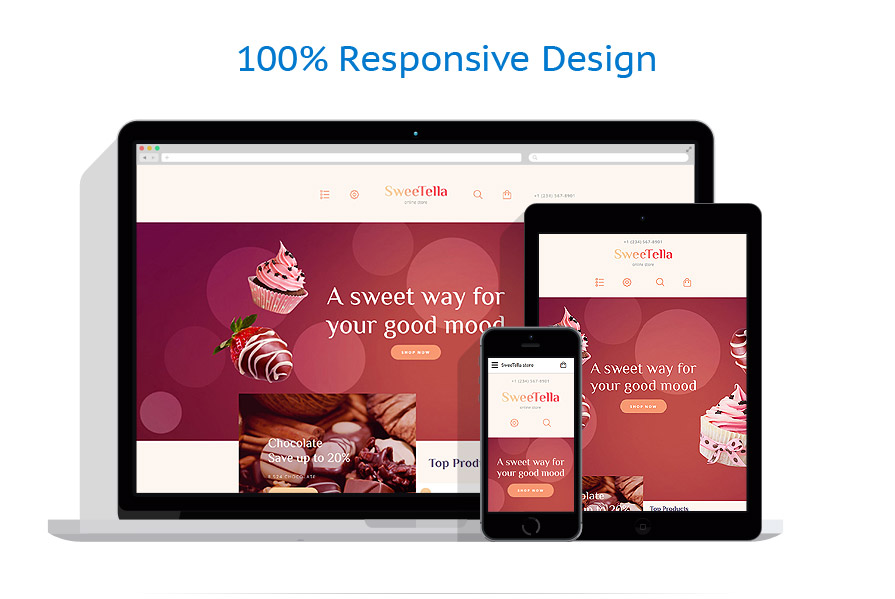 100% Responsive Design
SweeTella
online store
+1 (234) 567-8901
A sweet way for
your good mood
SHOP NOW
Chocolate
Save up to 20%
Top Prod
+1 (234) 567-8901
SweeTella
online store
A sweet way for
your good mood
SHOP NOW
olate
Top Products
SweeTella store
+1 (234) 567-8901
SweeTella
online store
A sweet way for
your good mood
SHOP NOW